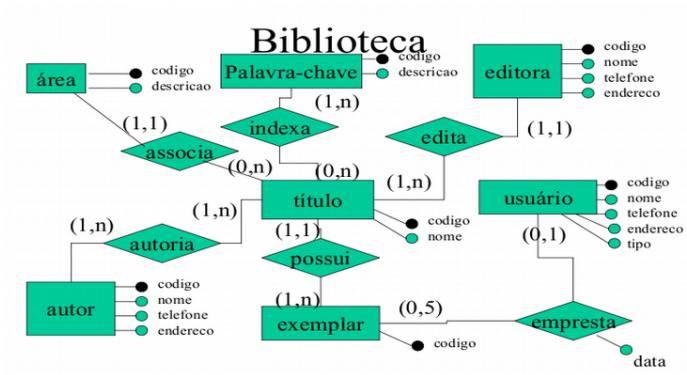 Biblioteca
área
codigo
descricao
Palavra-chave
codigo
descricao
editora
codigo
nome
telefone
endereco
(1,n)
indexa
(0,n)
(1,1)
associa
(0,n)
edita
(1,1)
(1,n)
título
codigo
nome
usuário
codigo
nome
telefone
endereco
tipo
(0,1)
(1,n)
autoria
(1,n)
(1,1)
possui
(1,n)
autor
codigo
nome
telefone
endereco
exemplar
codigo
(0,5)
empresta
data